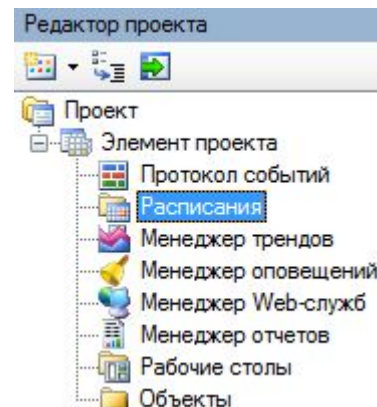 Редактор проекта
Проект
Элемент проекта
Протокол событий
Расписания
Менеджер трендов
Менеджер оповещений
Менеджер Web-служб
Менеджер отчетов
Рабочие столы
Объекты